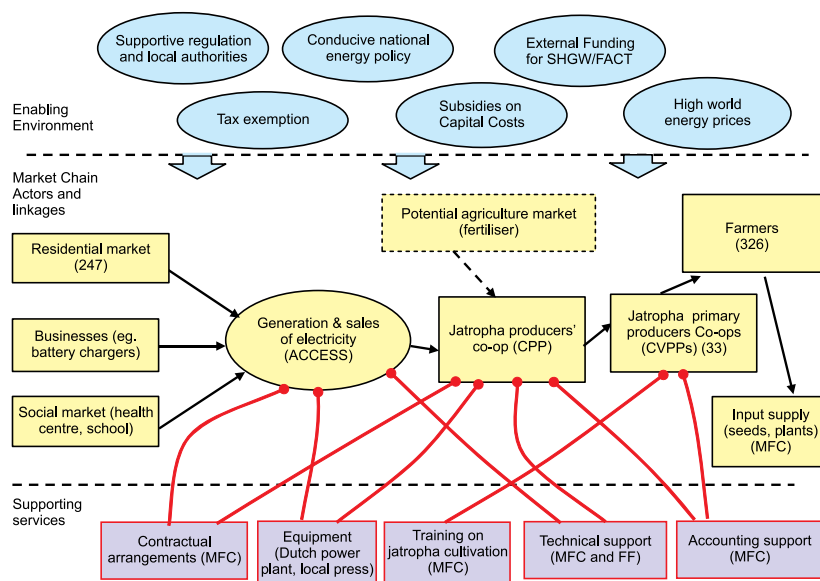 Supportive regulation
and local authorities
Conducive national
energy policy
External Funding
for SHGW/FACT
Enabling
Environment
Tax exemption
Subsidies on
Capital Costs
High world
energy prices
Market Chain
Actors and
linkages
Potential agriculture market
(fertiliser)
Farmers
(326)
Residential market
(247)
Businesses (eg.
battery chargers)
Social market (health
centre, school)
Generation & sales
of electricity
(ACCESS)
Jatropha producers'
co-op (CPP)
Jatropha primary
producers Co-ops
(CVPPs) (33)
Input supply
(seeds, plants)
(MFC)
Supporting
services
Contractual
arrangements (MFC)
Equipment
(Dutch power
plant, local press)
Training on
jatropha cultivation
(MFC)
Technical support
(MFC and FF)
Accounting support
(MFC)